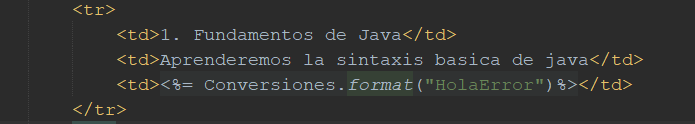 <tr>
<td>1. Fundamentos de Java</td>
<td>Aprenderemos la sintaxis basica de java</td>
<td><%= Conversiones.format("HolaError")%></td>
</tr>